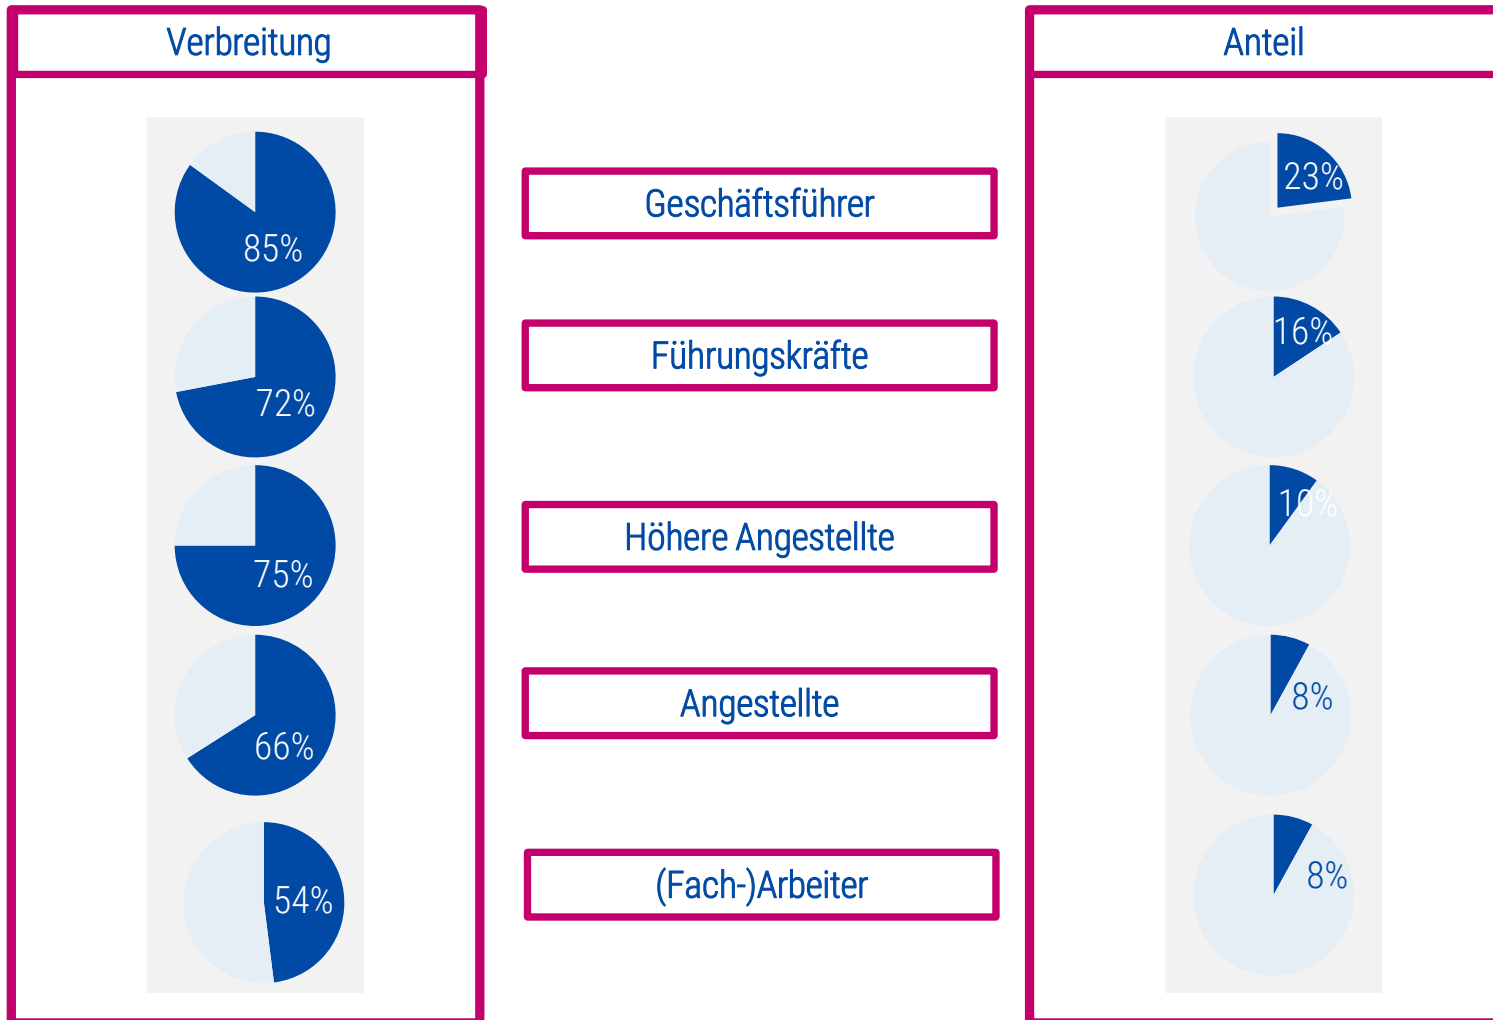 Verbreitung
Anteil
85%
Geschäftsführer
23%
72%
Führungskräfte
16%
75%
Höhere Angestellte
10%
66%
Angestellte
8%
54%
(Fach-)Arbeiter
8%